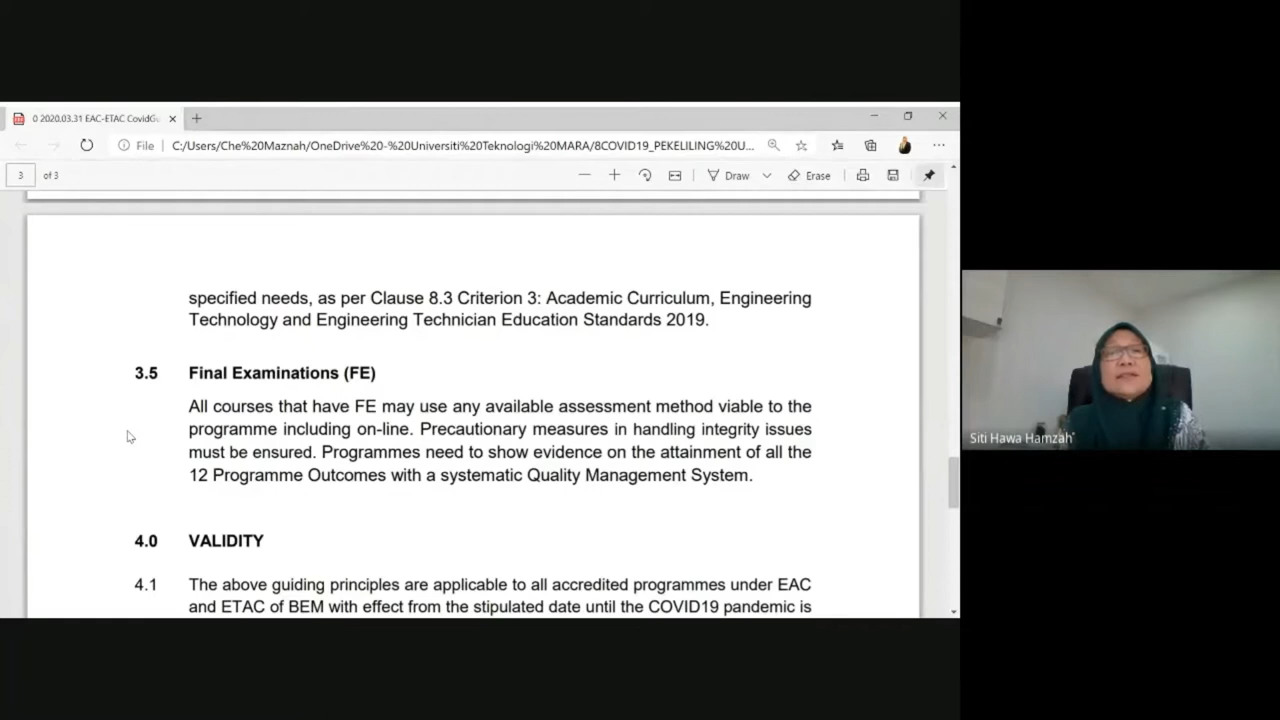 0 2020.03.31 EAC-ETAC CovidG
File
C:/Users/Che%20Maznah/OneDrive%20-%20Universiti%20Teknologi%20MARA/8COVID19_PEKELILING%20U...
3 of 3
Draw
Erase
specified needs, as per Clause 8.3 Criterion 3: Academic Curriculum, Engineering
Technology and Engineering Technician Education Standards 2019.
3.5 Final Examinations (FE)
All courses that have FE may use any available assessment method viable to the
programme including on-line. Precautionary measures in handling integrity issues
must be ensured. Programmes need to show evidence on the attainment of all the
12 Programme Outcomes with a systematic Quality Management System.
4.0 VALIDITY
4.1 The above guiding principles are applicable to all accredited programmes under EAC
and ETAC of BEM with effect from the stipulated date until the COVID19 pandemic is
Siti Hawa Hamzah